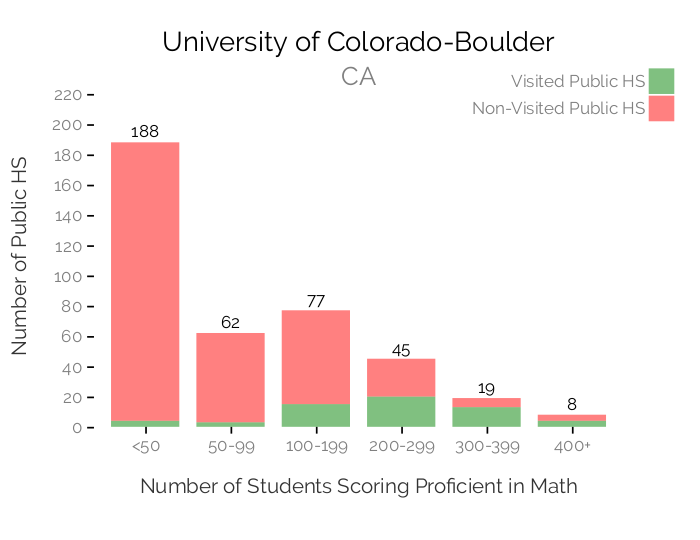 University of Colorado-Boulder
CA
Visited Public HS
Non-Visited Public HS
Number of Public HS
220
200
180
160
140
120
100
80
60
40
20
0
188
62
77
45
19
8
<50 50-99 100-199 200-299 300-399 400+
Number of Students Scoring Proficient in Math